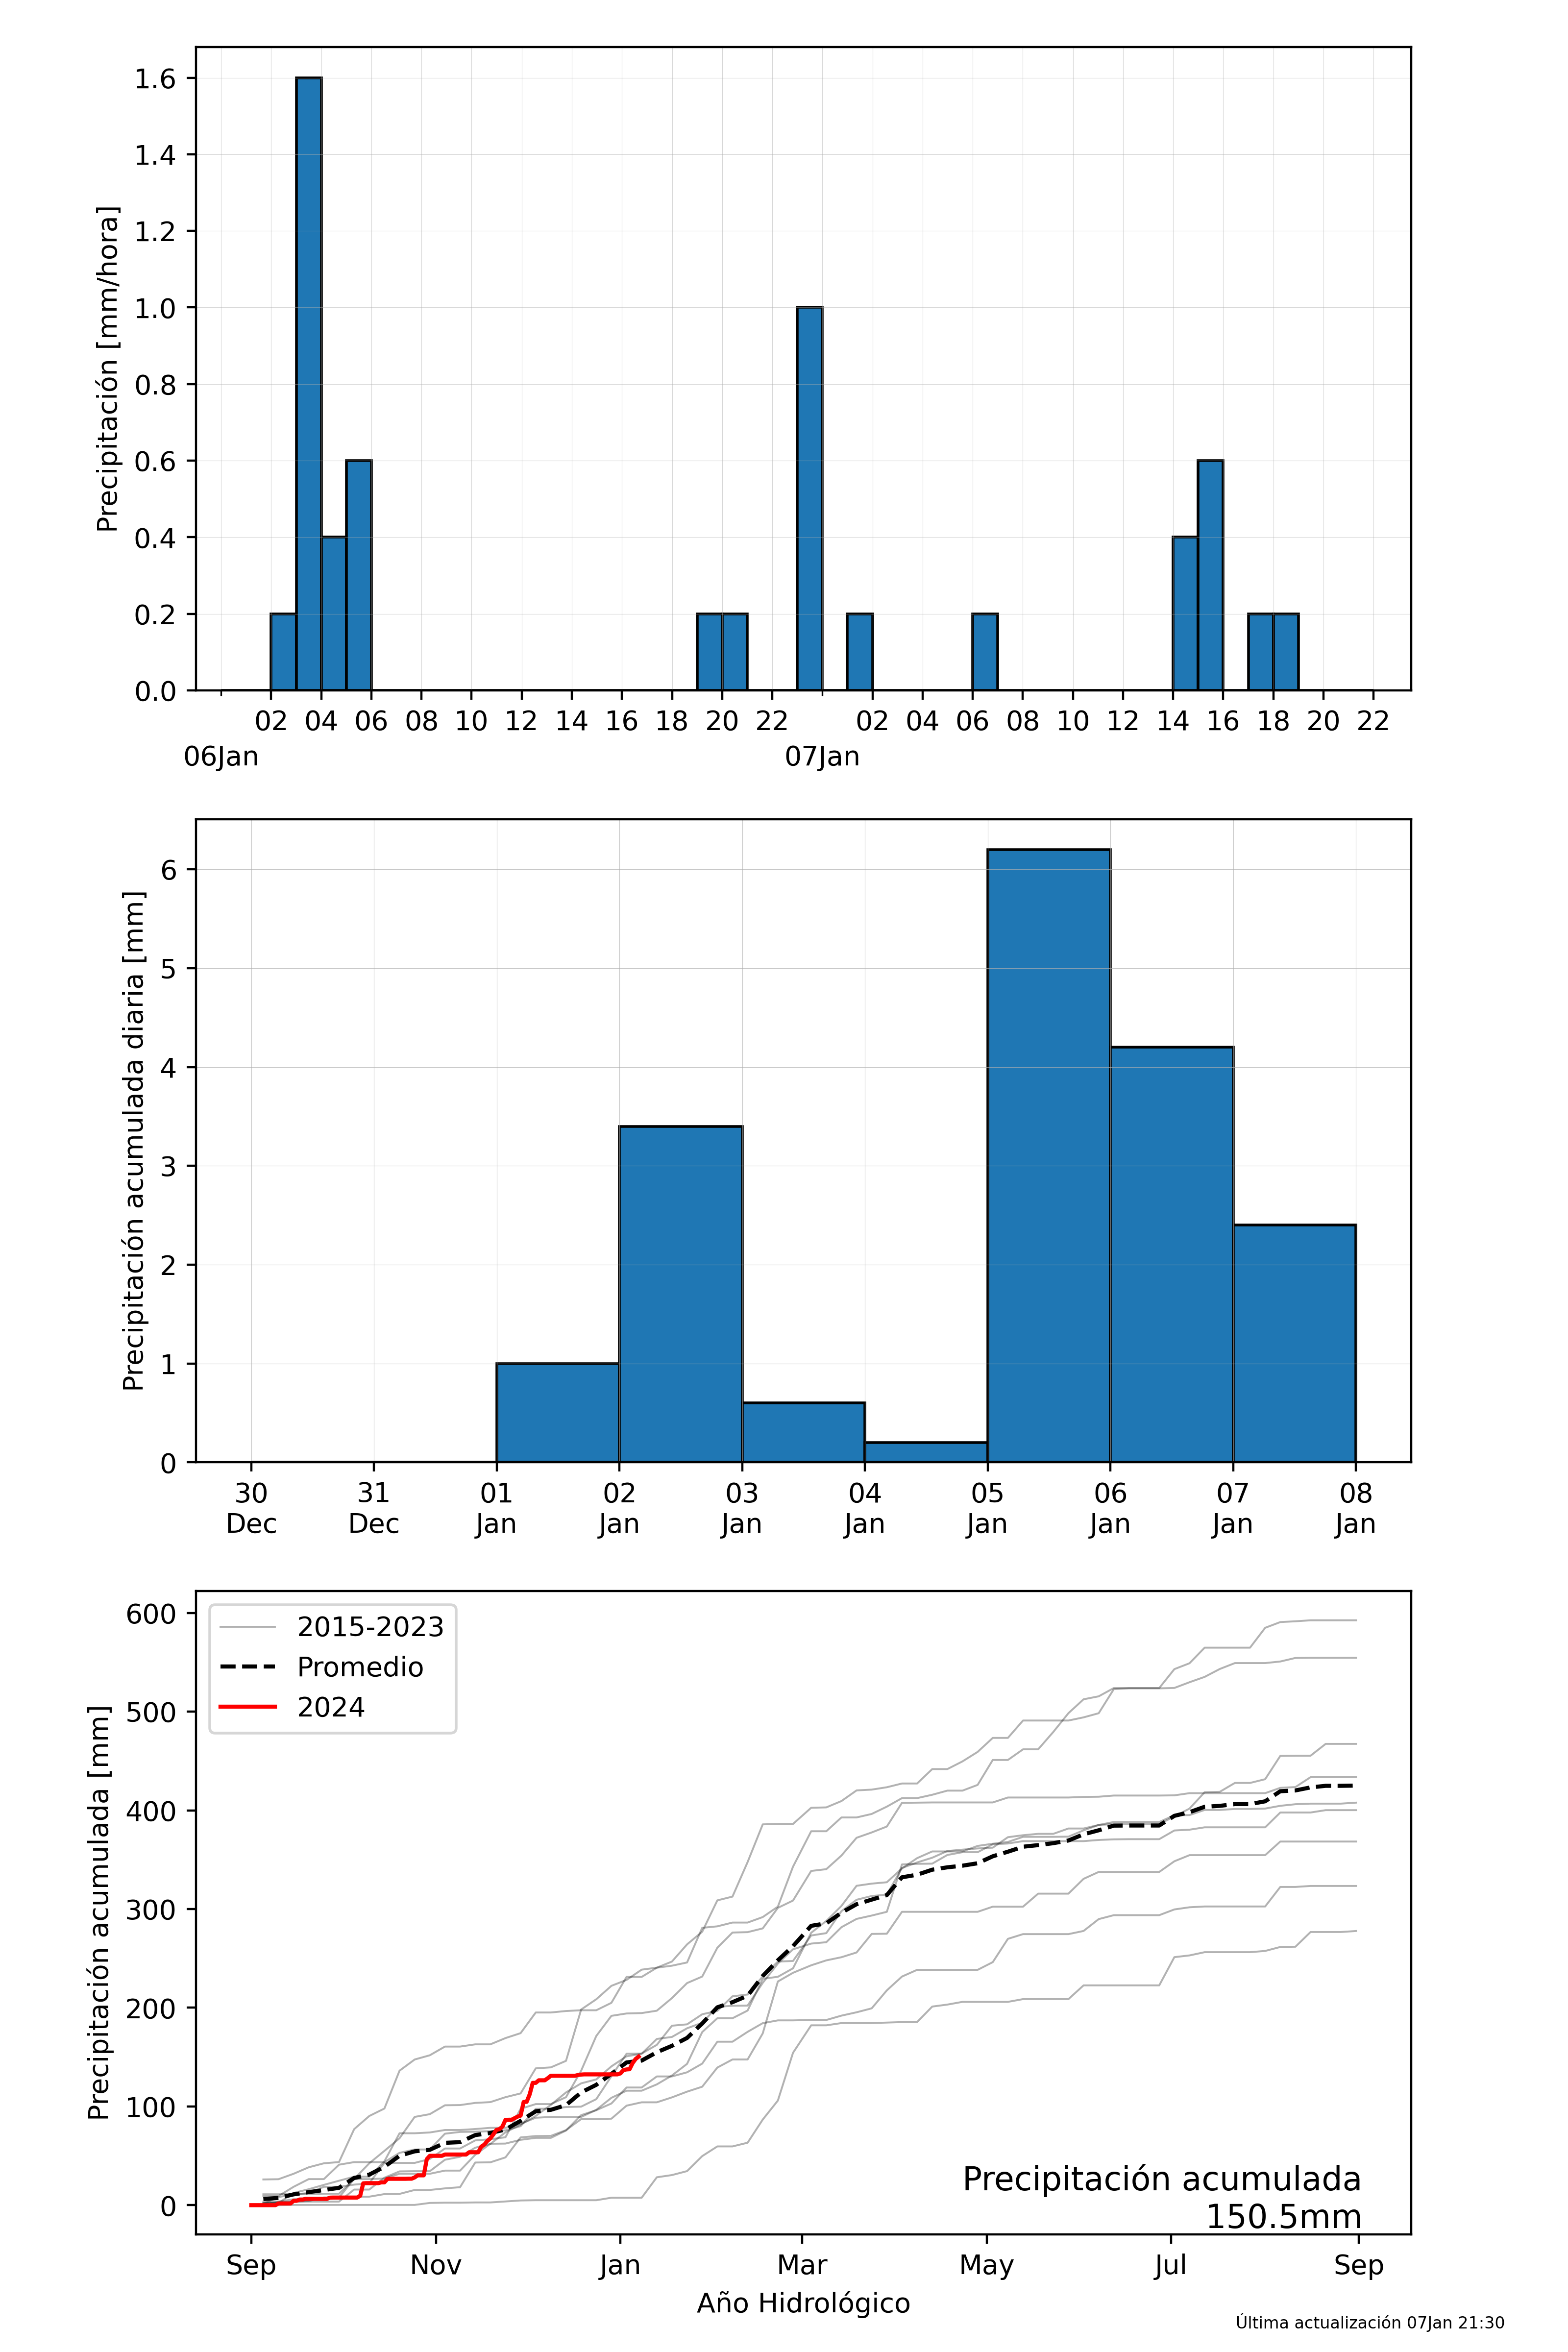 Precipitación [mm/hora]
1.6
1.4
1.2
1.0
0.8
0.6
0.4
0.2
0.0
02 04 06 08 10 12 14 16 18 20 22 02 04 06 08 10 12 14 16 18 20 22
06Jan 07Jan
Precipitación acumulada diaria [mm]
6
5
4
3
2
1
0
30 31 01 02 03 04 05 06 07 08
Dec Dec Jan Jan Jan Jan Jan Jan Jan Jan
Precipitación acumulada [mm]
600
500
400
300
200
100
0
2015-2023
Promedio
2024
Precipitación acumulada
150.5mm
Sep Nov Jan Mar May Jul Sep
Año Hidrológico
Última actualización 07Jan 21:30